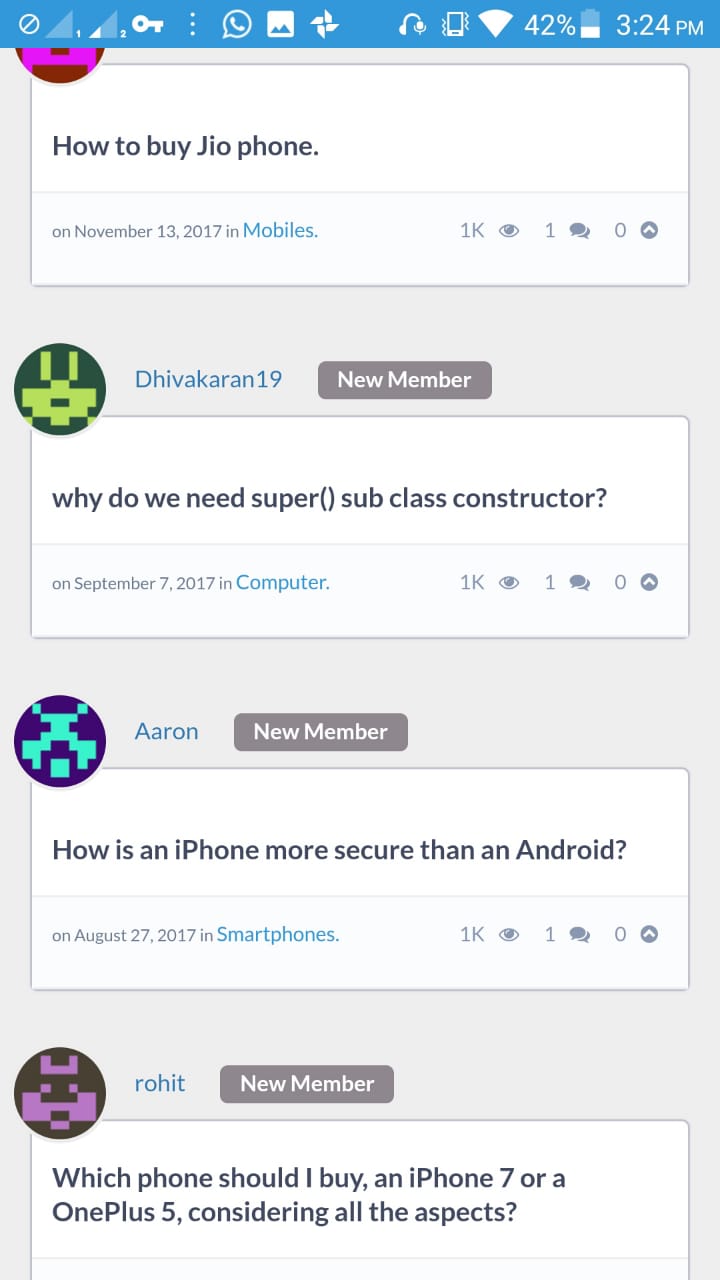 1 2 42% 3:24 PM
How to buy Jio phone.
on November 13, 2017 in Mobiles. 1K 1 0
Dhivakaran19 New Member
why do we need super() sub class constructor?
on September 7, 2017 in Computer. 1K 1 0
Aaron New Member
How is an iPhone more secure than an Android?
on August 27, 2017 in Smartphones. 1K 1 0
rohit New Member
Which phone should I buy, an iPhone 7 or a
OnePlus 5, considering all the aspects?